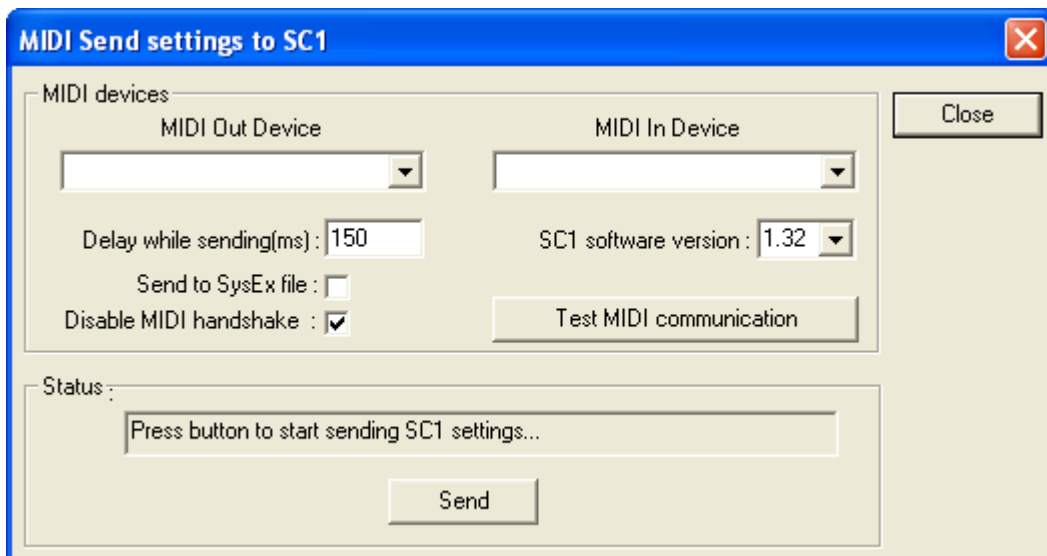 MIDI Send settings to SC1
MIDI devices
Close
MIDI Out Device
MIDI In Device
Delay while sending(ms) : 150
SC1 software version : 1.32
Send to SysEx file :
Disable MIDI handshake :
Test MIDI communication
Status :
Press button to start sending SC1 settings...
Send